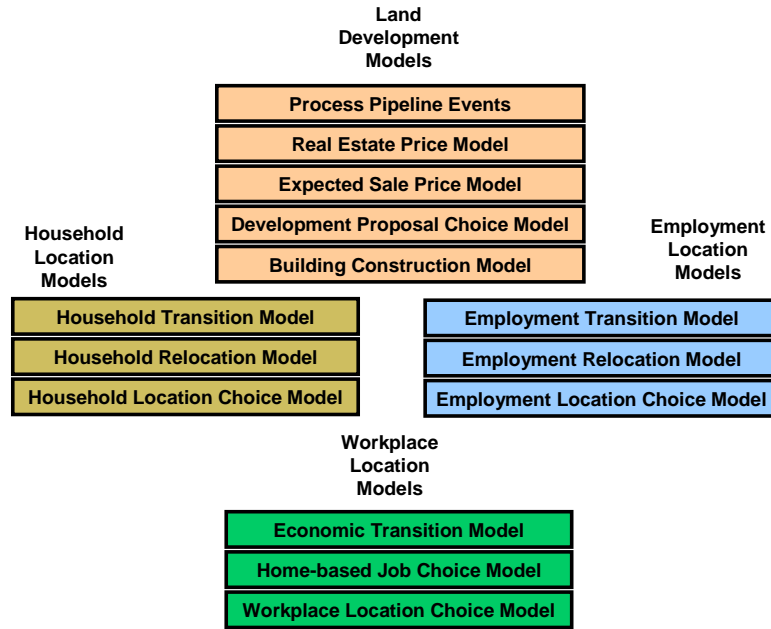 Land
Development
Models
Process Pipeline Events
Real Estate Price Model
Expected Sale Price Model
Development Proposal Choice Model
Building Construction Model
Household
Location
Models
Household Transition Model
Household Relocation Model
Household Location Choice Model
Employment
Location
Models
Employment Transition Model
Employment Relocation Model
Employment Location Choice Model
Workplace
Location
Models
Economic Transition Model
Home-based Job Choice Model
Workplace Location Choice Model